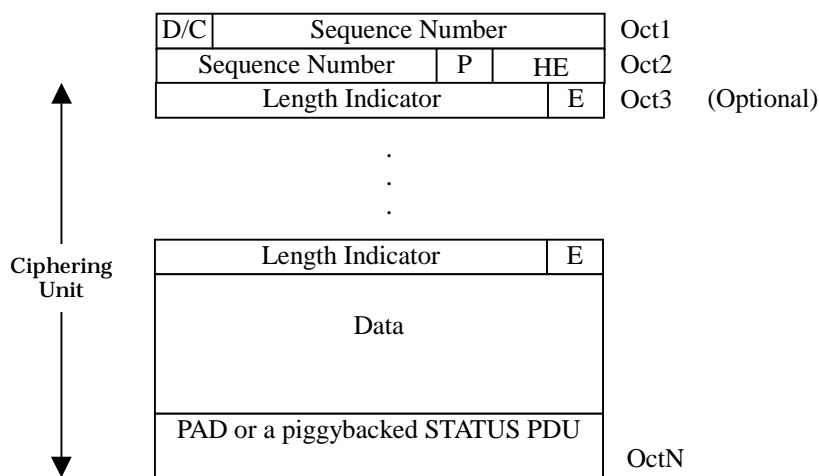 D/C Sequence Number Oct1
Sequence Number P HE Oct2
Length Indicator E Oct3 (Optional)
.
.
.
Length Indicator E
Ciphering
Unit
Data
PAD or a piggybacked STATUS PDU
OctN